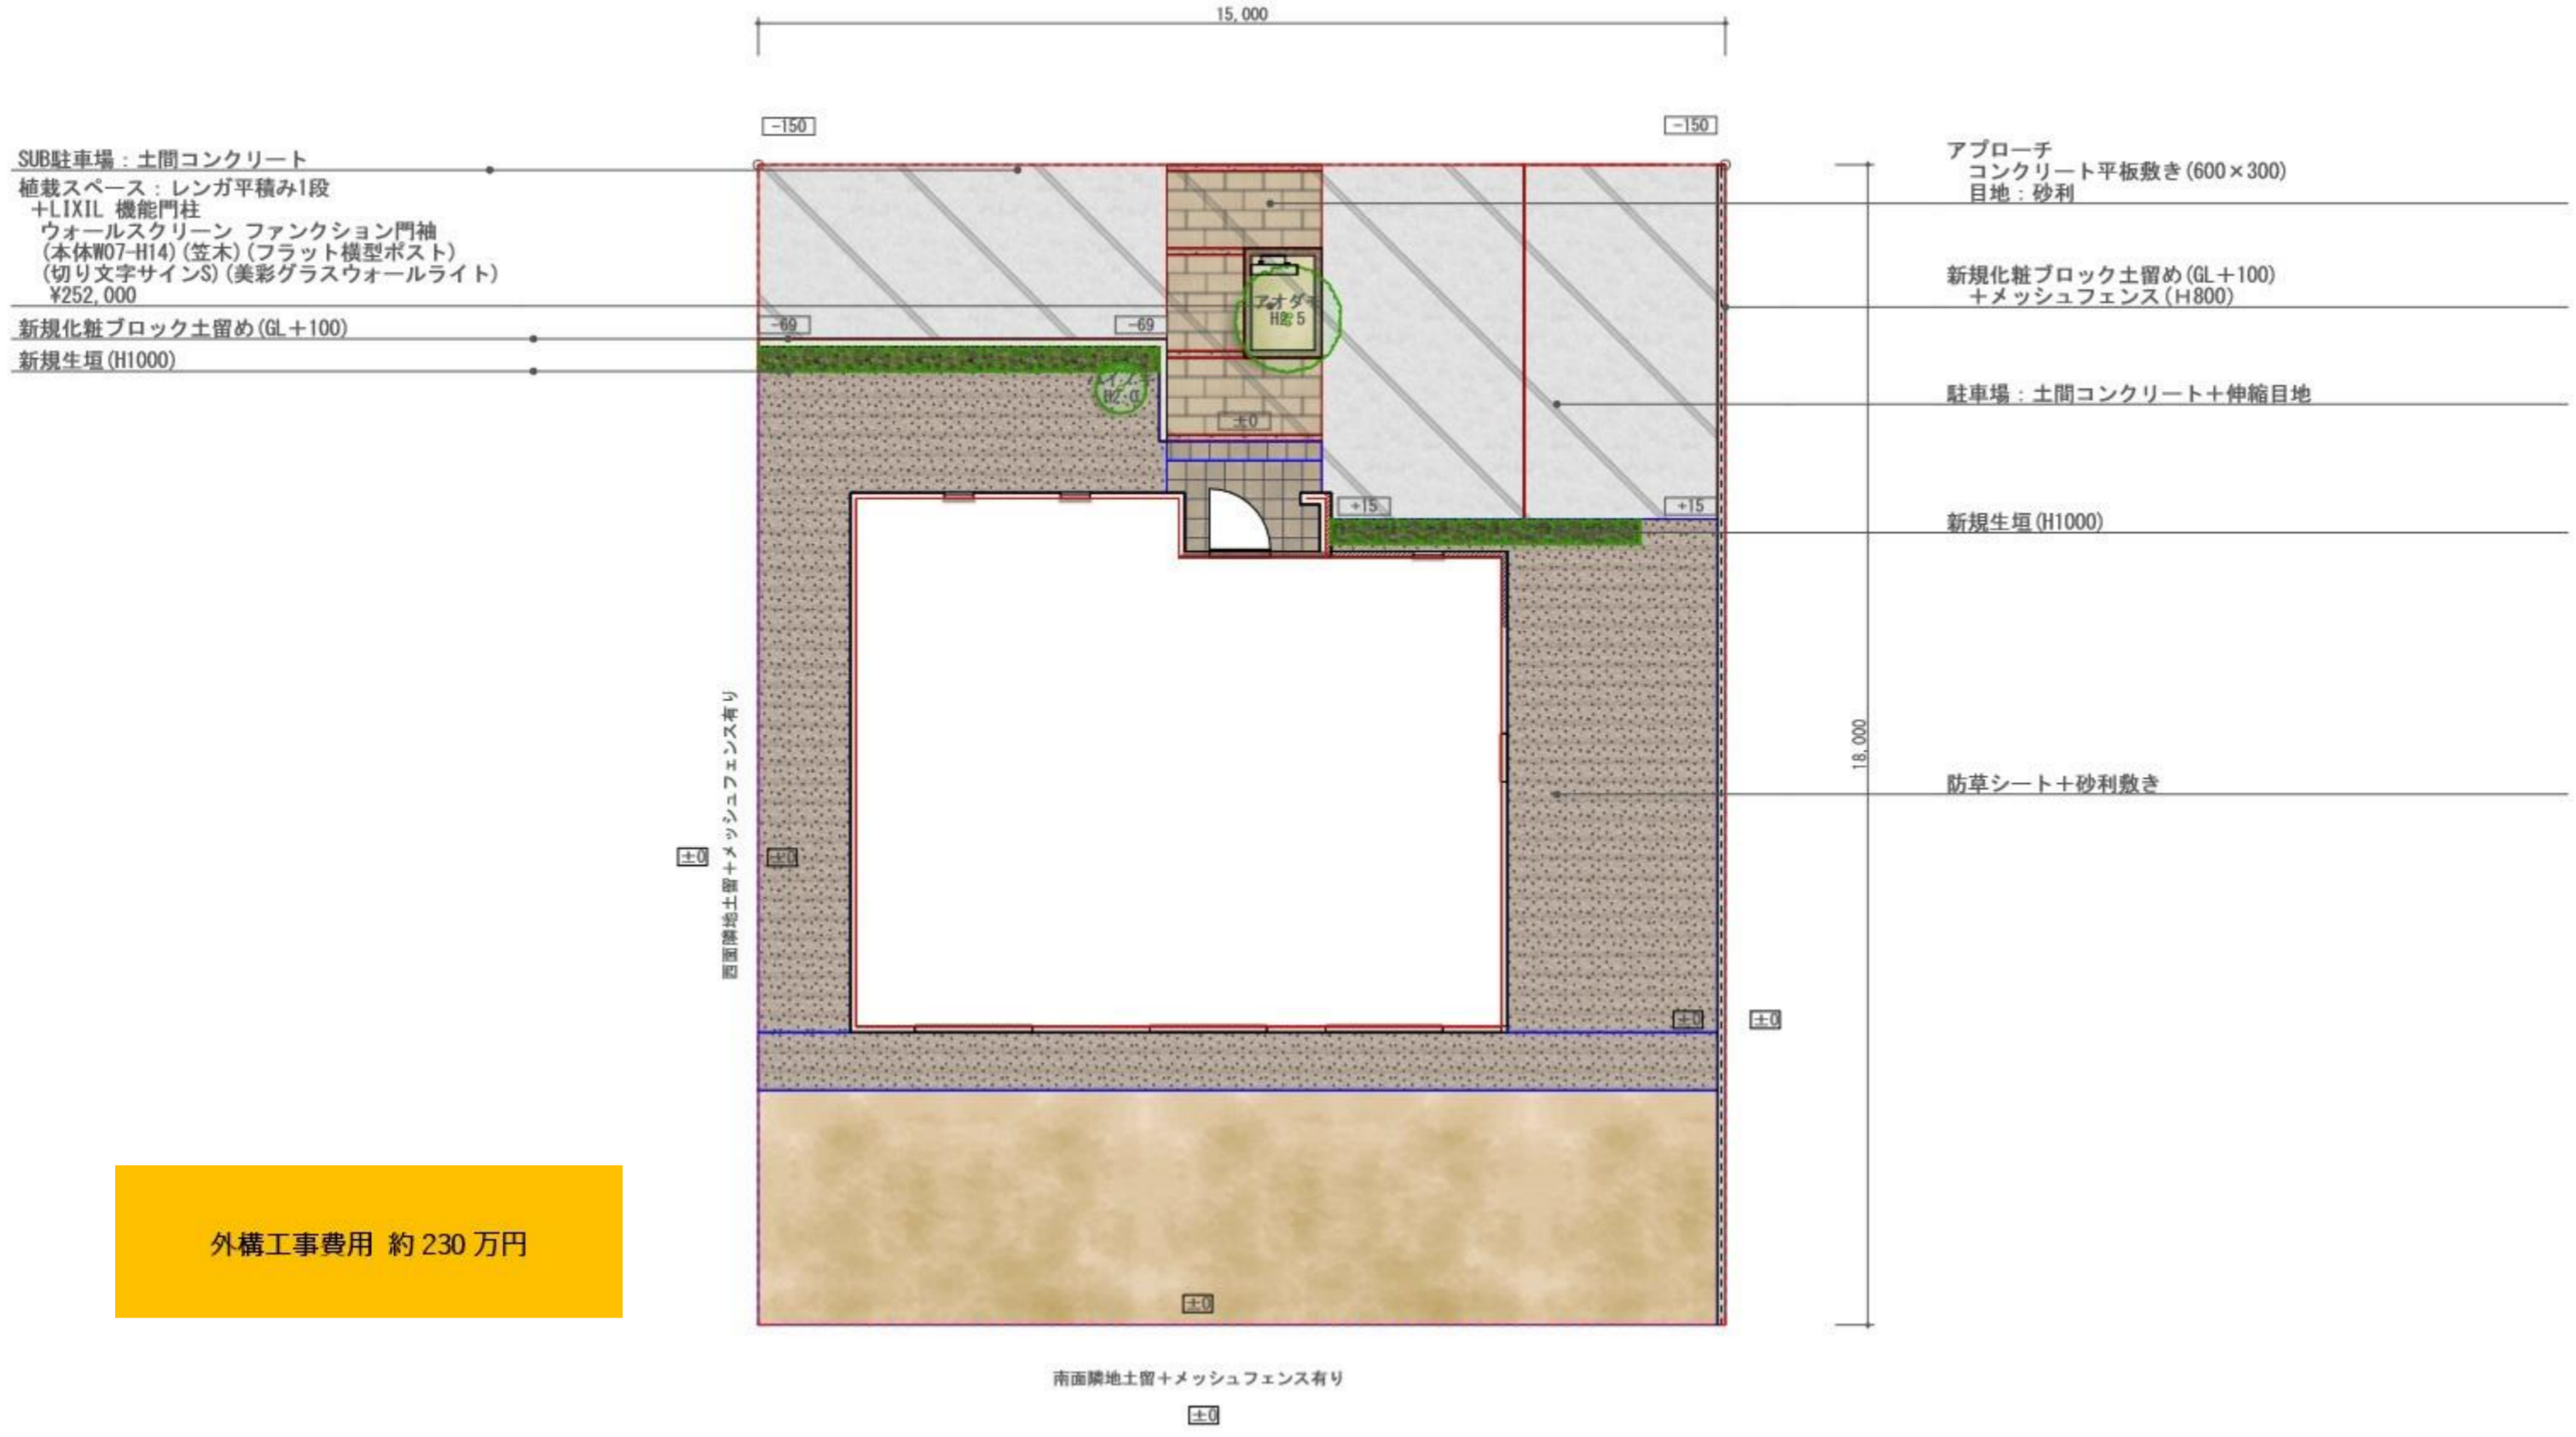 15,000
-150
-150
SUB駐車場：土間コンクリート
植栽スペース：レンガ平積み1段
＋LIXIL 機能門柱
ウォールスクリーン ファンクション門袖
(本体W07-H14)(笠木)(フラット横型ポスト)
(切り文字サインS)(美彩グラスウォールライト)
¥252,000
新規化粧ブロック土留め(GL＋100)
新規生垣(H1000)
アプローチ
コンクリート平板敷き(600×300)
目地：砂利
新規化粧ブロック土留め(GL＋100)
＋メッシュフェンス(H800)
駐車場：土間コンクリート＋伸縮目地
新規生垣(H1000)
防草シート＋砂利敷き
-69
-69
アオダモ
H2.5
H2.0
±0
+15
+15
18,000
西面隣地土留＋メッシュフェンス有り
±0
±0
±0
±0
±0
外構工事費用 約230万円
南面隣地土留＋メッシュフェンス有り
±0